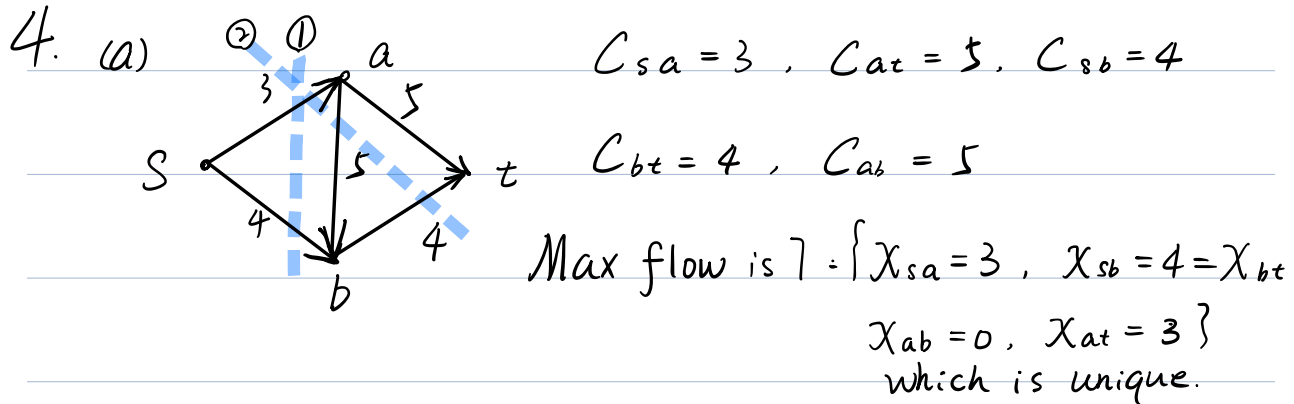 4. (a)
② ①
a
3
5
S
5
t
4
4
b
C_sa = 3 , C_at = 5, C_sb = 4
C_bt = 4 , C_ab = 5
Max flow is 7 : { x_sa = 3 , x_sb = 4 = x_bt
x_ab = 0, x_at = 3 }
which is unique.